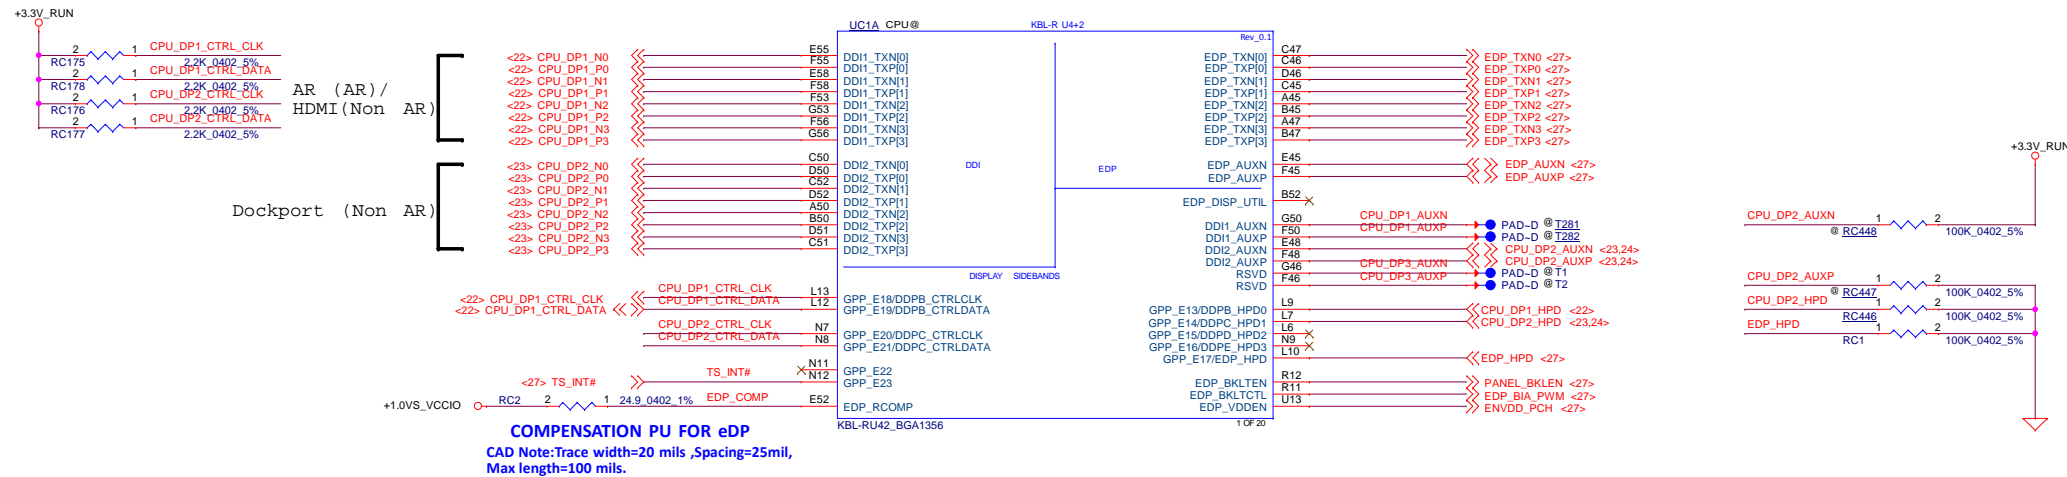 +3.3V_RUN
2 1 CPU_DP1_CTRL_CLK
RC175 2.2K_0402_5%
2 1 CPU_DP1_CTRL_DATA
RC178 2.2K_0402_5%
2 1 CPU_DP2_CTRL_CLK
RC176 2.2K_0402_5%
2 1 CPU_DP2_CTRL_DATA
RC177 2.2K_0402_5%
AR (AR)/
HDMI(Non AR)
Dockport (Non AR)
UC1A CPU@ KBL-R U4+2
Rev_0.1
<22> CPU_DP1_N0 E55 DDI1_TXN[0]
<22> CPU_DP1_P0 F55 DDI1_TXP[0]
<22> CPU_DP1_N1 E58 DDI1_TXN[1]
<22> CPU_DP1_P1 F58 DDI1_TXP[1]
<22> CPU_DP1_N2 F53 DDI1_TXN[2]
<22> CPU_DP1_P2 G53 DDI1_TXP[2]
<22> CPU_DP1_N3 F56 DDI1_TXN[3]
<22> CPU_DP1_P3 G56 DDI1_TXP[3]
<23> CPU_DP2_N0 C50 DDI2_TXN[0]
<23> CPU_DP2_P0 D50 DDI2_TXP[0]
<23> CPU_DP2_N1 C52 DDI2_TXN[1]
<23> CPU_DP2_P1 D52 DDI2_TXP[1]
<23> CPU_DP2_N2 A50 DDI2_TXN[2]
<23> CPU_DP2_P2 B50 DDI2_TXP[2]
<23> CPU_DP2_N3 D51 DDI2_TXN[3]
<23> CPU_DP2_P3 C51 DDI2_TXP[3]
DDI
EDP
DISPLAY SIDEBANDS
<22> CPU_DP1_CTRL_CLK CPU_DP1_CTRL_CLK L13 GPP_E18/DDPB_CTRLCLK
<22> CPU_DP1_CTRL_DATA CPU_DP1_CTRL_DATA L12 GPP_E19/DDPB_CTRLDATA
CPU_DP2_CTRL_CLK N7 GPP_E20/DDPC_CTRLCLK
CPU_DP2_CTRL_DATA N8 GPP_E21/DDPC_CTRLDATA
N11 GPP_E22
<27> TS_INT# TS_INT# N12 GPP_E23
+1.0VS_VCCIO RC2 2 1 24.9_0402_1% EDP_COMP E52 EDP_RCOMP
EDP_TXN[0] C47 EDP_TXN0 <27>
EDP_TXP[0] C46 EDP_TXP0 <27>
EDP_TXN[1] D46 EDP_TXN1 <27>
EDP_TXP[1] C45 EDP_TXP1 <27>
EDP_TXN[2] A45 EDP_TXN2 <27>
EDP_TXP[2] B45 EDP_TXP2 <27>
EDP_TXN[3] A47 EDP_TXN3 <27>
EDP_TXP[3] B47 EDP_TXP3 <27>
EDP_AUXN E45 EDP_AUXN <27>
EDP_AUXP F45 EDP_AUXP <27>
EDP_DISP_UTIL B52
DDI1_AUXN G50 CPU_DP1_AUXN PAD~D @ T281
DDI1_AUXP F50 CPU_DP1_AUXP PAD~D @ T282
DDI2_AUXN E48 CPU_DP2_AUXN <23,24>
DDI2_AUXP F48 CPU_DP2_AUXP <23,24>
RSVD G46 CPU_DP3_AUXN PAD~D @ T1
RSVD F46 CPU_DP3_AUXP PAD~D @ T2
GPP_E13/DDPB_HPD0 L9 CPU_DP1_HPD <22>
GPP_E14/DDPC_HPD1 L7 CPU_DP2_HPD <23,24>
GPP_E15/DDPD_HPD2 L6
GPP_E16/DDPE_HPD3 N9
GPP_E17/EDP_HPD L10 EDP_HPD <27>
EDP_BKLTEN R12 PANEL_BKLEN <27>
EDP_BKLTCTL R11 EDP_BIA_PWM <27>
EDP_VDDEN U13 ENVDD_PCH <27>
KBL-RU42_BGA1356
1 OF 20
COMPENSATION PU FOR eDP
CAD Note:Trace width=20 mils ,Spacing=25mil,
Max length=100 mils.
+3.3V_RUN
CPU_DP2_AUXN 1 2
@ RC448 100K_0402_5%
CPU_DP2_AUXP 1 2
@ RC447 100K_0402_5%
CPU_DP2_HPD 1 2
RC446 100K_0402_5%
EDP_HPD 1 2
RC1 100K_0402_5%